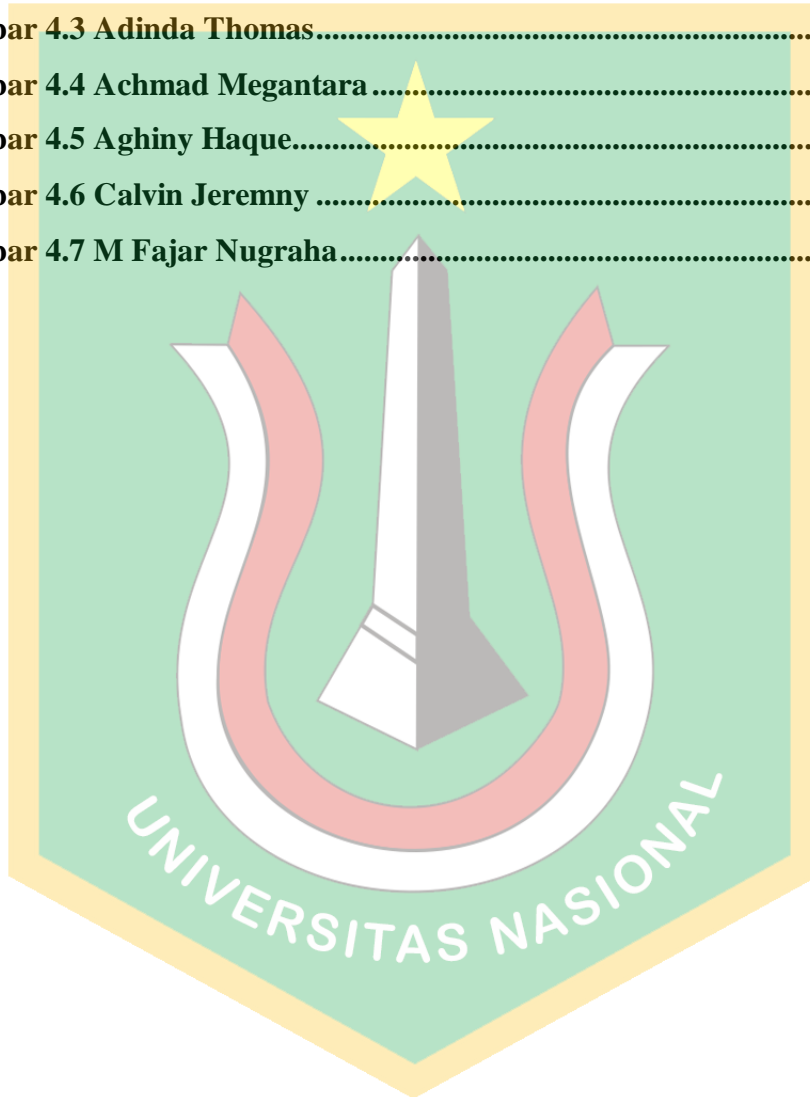 bar 4.3 Adinda Thomas........................................................................................
bar 4.4 Achmad Megantara........................................................................................
bar 4.5 Aghiny Haque........................................................................................
bar 4.6 Calvin Jeremny........................................................................................
bar 4.7 M Fajar Nugraha........................................................................................
UNIVERSITAS NASIONAL